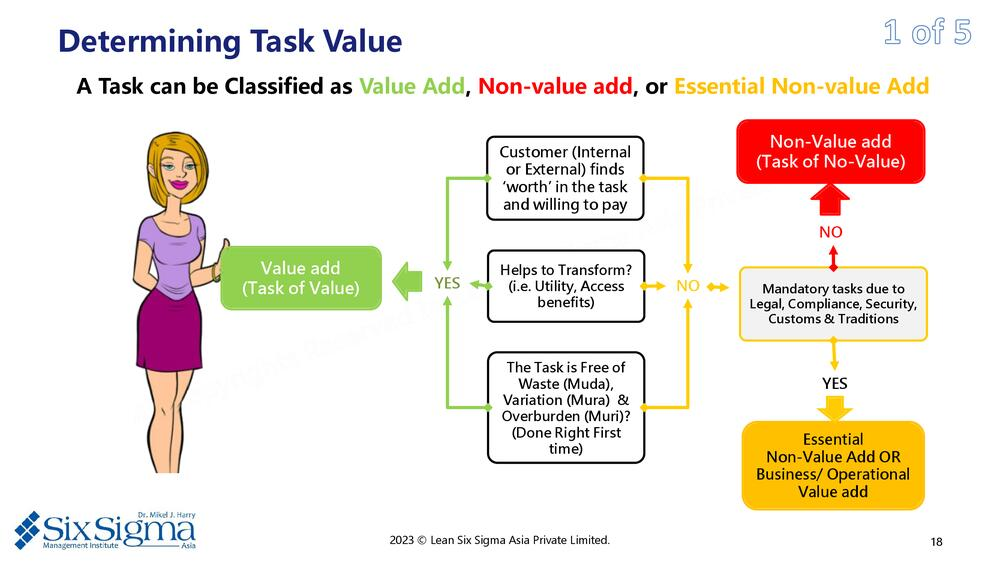 Determining Task Value
1 of 5
A Task can be Classified as Value Add, Non-value add, or Essential Non-value Add
Customer (Internal
or External) finds
‘worth’ in the task
and willing to pay
Non-Value add
(Task of No-Value)
NO
Value add
(Task of Value)
YES
Helps to Transform?
(i.e. Utility, Access
benefits)
NO
Mandatory tasks due to
Legal, Compliance, Security,
Customs & Traditions
The Task is Free of
Waste (Muda),
Variation (Mura) &
Overburden (Muri)?
(Done Right First
time)
YES
Essential
Non-Value Add OR
Business/ Operational
Value add
Dr. Mikel J. Harry
SixSigma
Management Institute Asia
2023 © Lean Six Sigma Asia Private Limited.
18